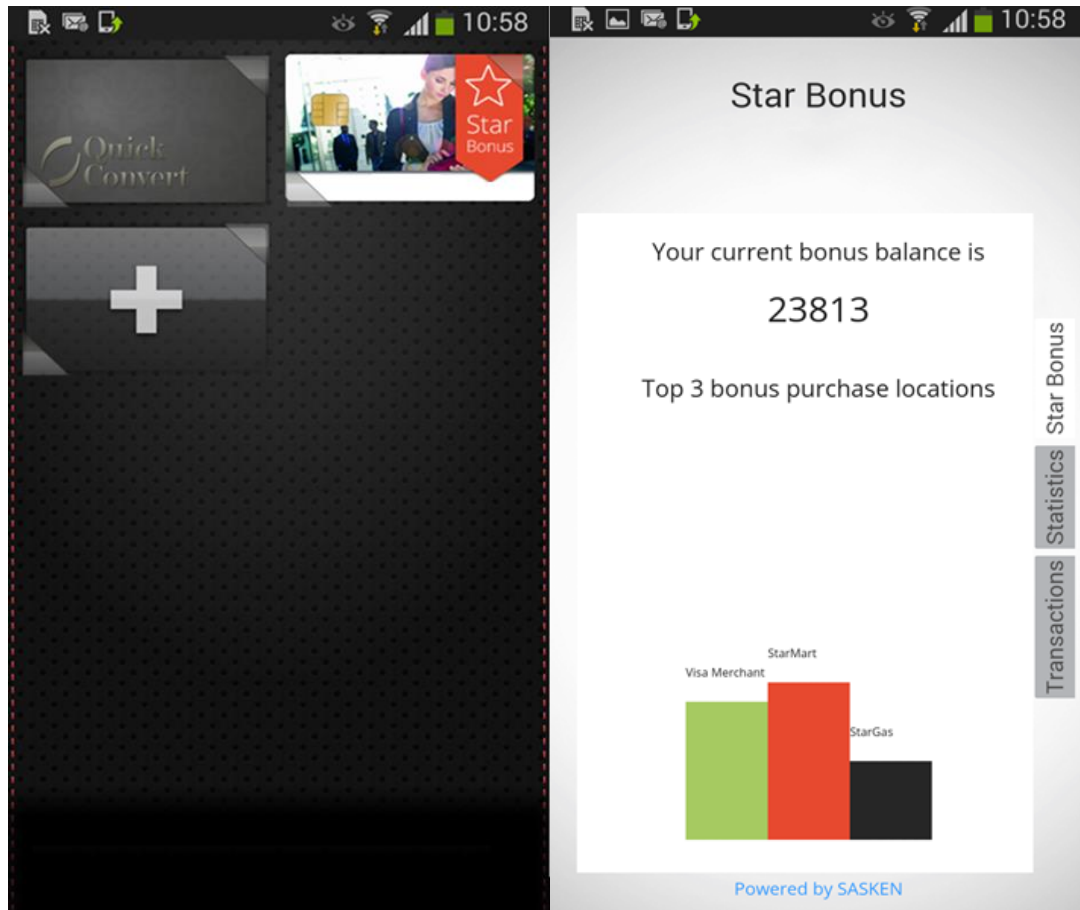 10:58
Quick
Convert
Star
Bonus
10:58
Star Bonus
Your current bonus balance is
23813
Top 3 bonus purchase locations
StarMart
Visa Merchant
StarGas
Star Bonus
Statistics
Transactions
Powered by SASKEN